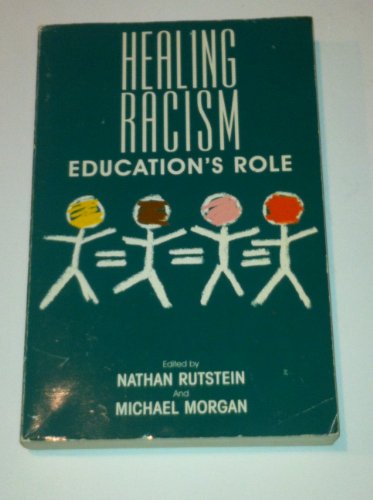 HEALING
RACISM
EDUCATION'S ROLE
= = =
Edited by
NATHAN RUTSTEIN
And
MICHAEL MORGAN